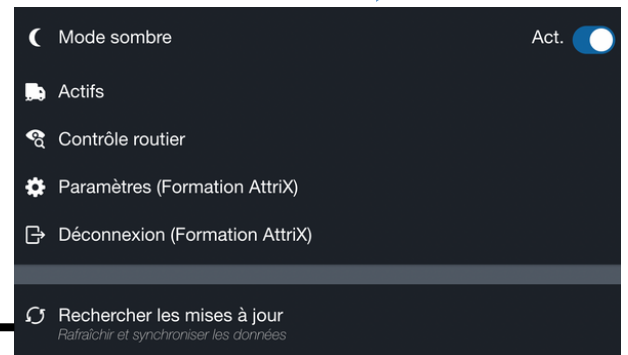 Mode sombre Act.
Actifs
Contrôle routier
Paramètres (Formation AttriX)
Déconnexion (Formation AttriX)
Rechercher les mises à jour
Rafraîchir et synchroniser les données